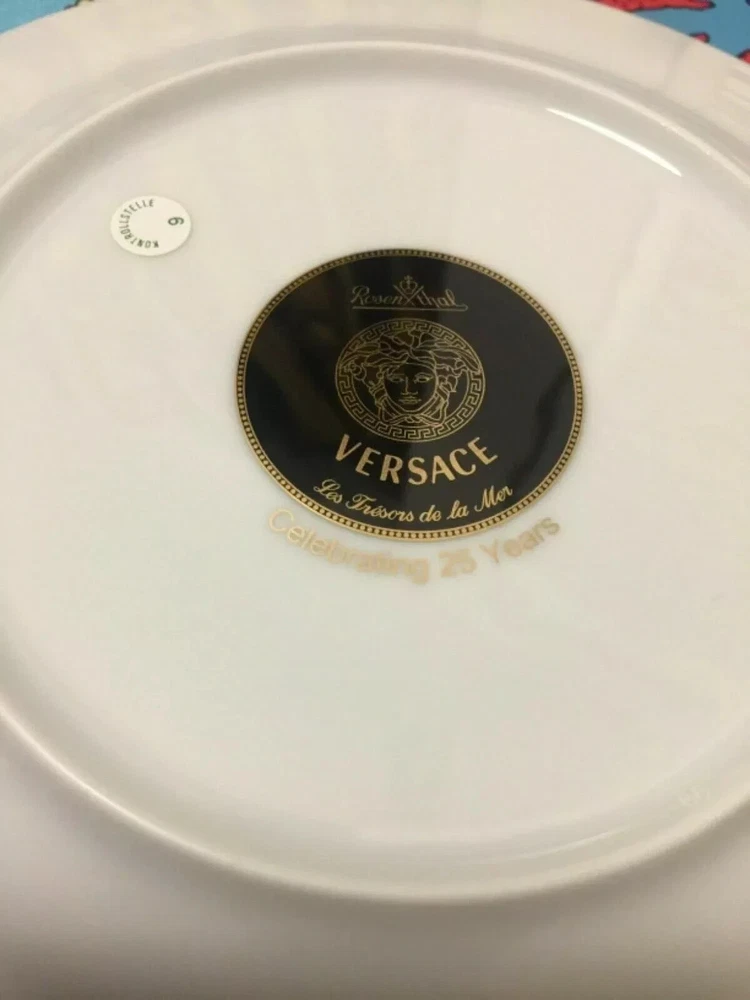 KONTROLLSTELLE 6
Rosenthal
VERSACE
Les Trésors de la Mer
Celebrating 25 Years